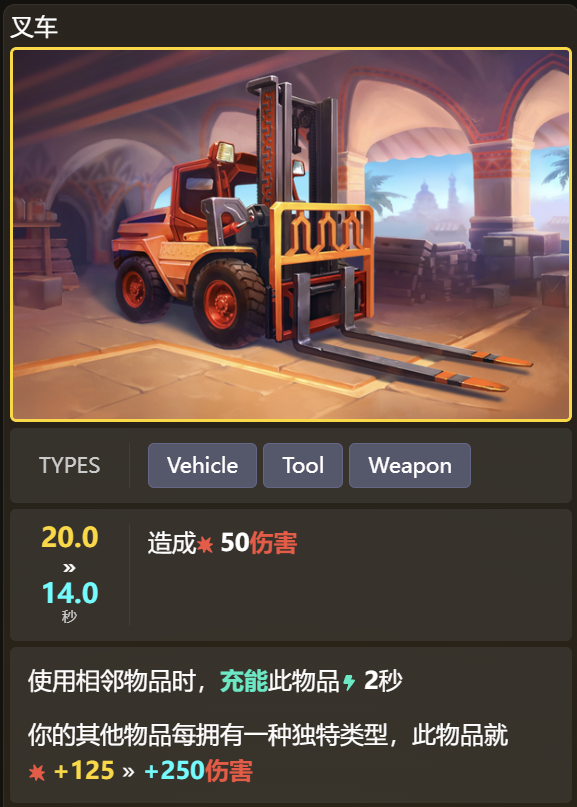 叉车
TYPES
Vehicle
Tool
Weapon
20.0
»
14.0
秒
造成 50伤害
使用相邻物品时，充能此物品 2秒
你的其他物品每拥有一种独特类型，此物品就
+125 » +250伤害